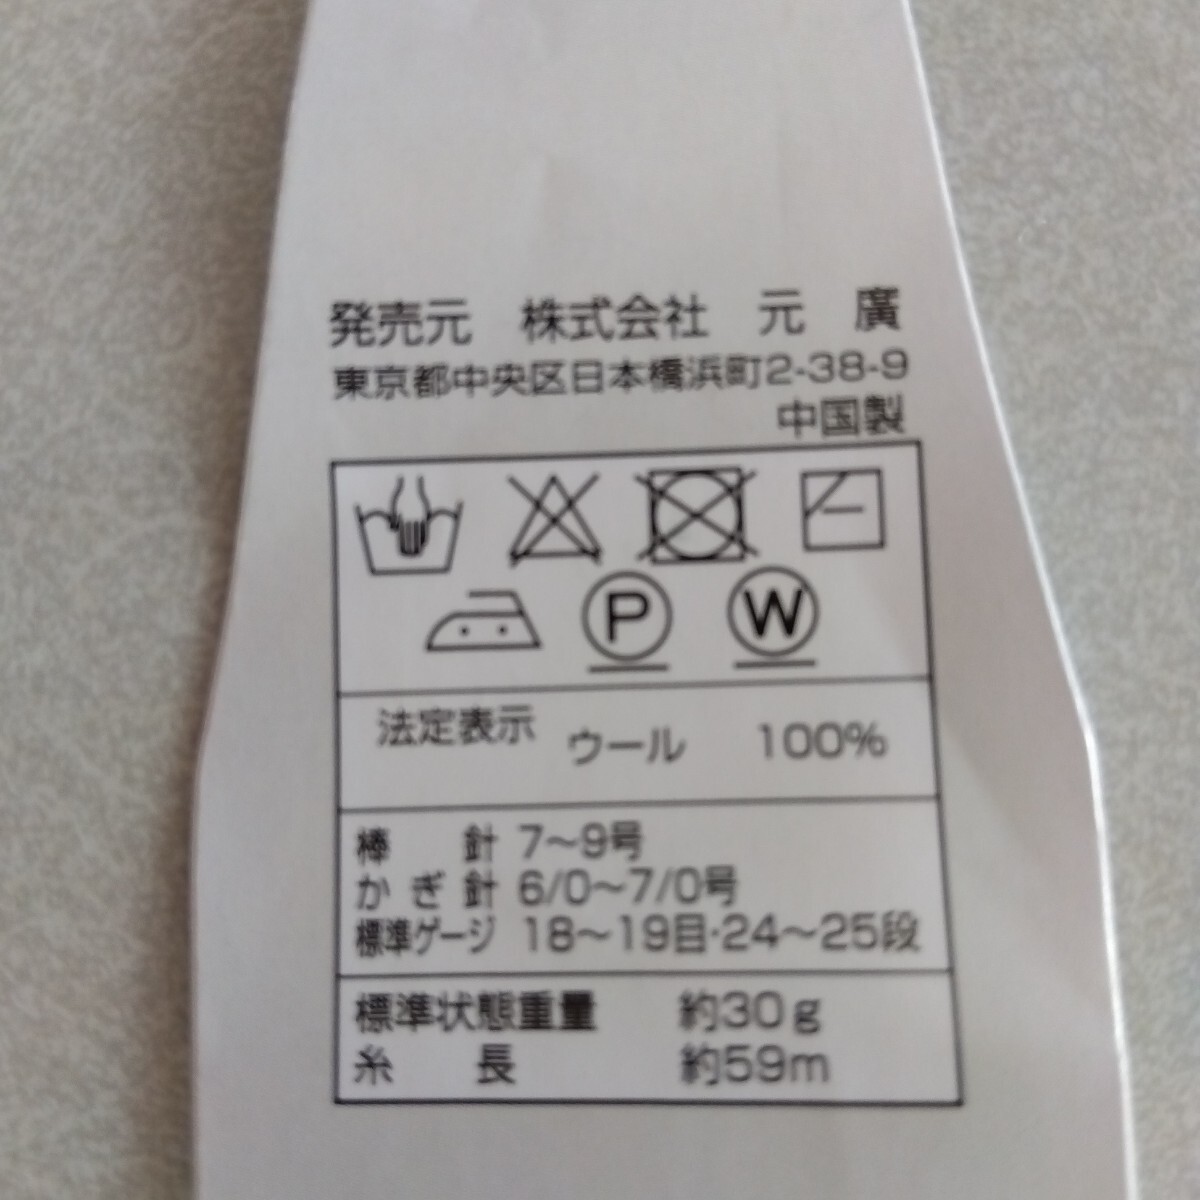 発売元 株式会社 元 廣
東京都中央区日本橋浜町2-38-9
中国製
P W
法定表示 ウール 100%
棒 針 7～9号
かぎ針 6/0～7/0号
標準ゲージ 18～19目・24～25段
標準状態重量 約30g
糸 長 約59m